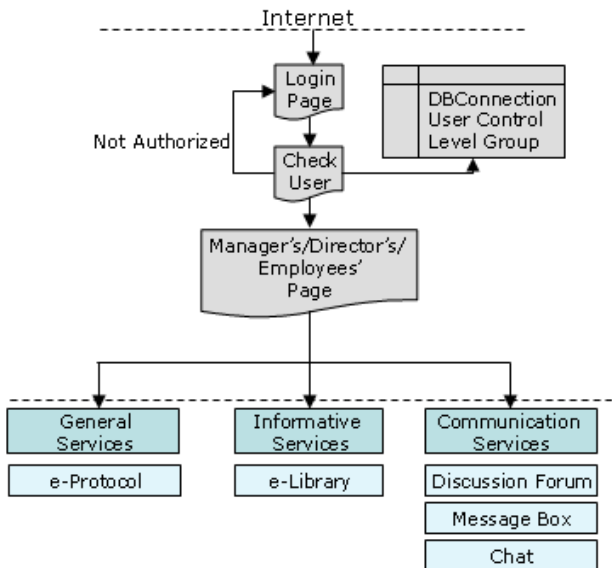 Internet
Login
Page
DBConnection
User Control
Level Group
Not Authorized
Check
User
Manager's/Director's/
Employees'
Page
General
Services
Informative
Services
Communication
Services
e-Protocol
e-Library
Discussion Forum
Message Box
Chat